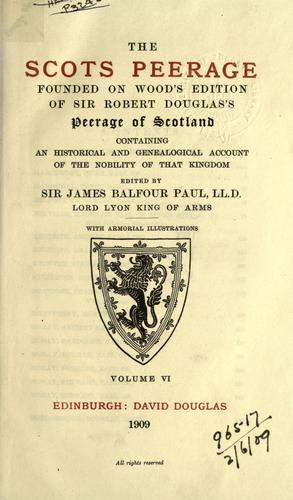 THE
SCOTS PEERAGE
FOUNDED ON WOOD'S EDITION
OF SIR ROBERT DOUGLAS'S
Peerage of Scotland
CONTAINING
AN HISTORICAL AND GENEALOGICAL ACCOUNT
OF THE NOBILITY OF THAT KINGDOM
EDITED BY
SIR JAMES BALFOUR PAUL, LL.D.
LORD LYON KING OF ARMS
WITH ARMORIAL ILLUSTRATIONS
VOLUME VI
EDINBURGH: DAVID DOUGLAS
1909
All rights reserved
96517
2/6/09